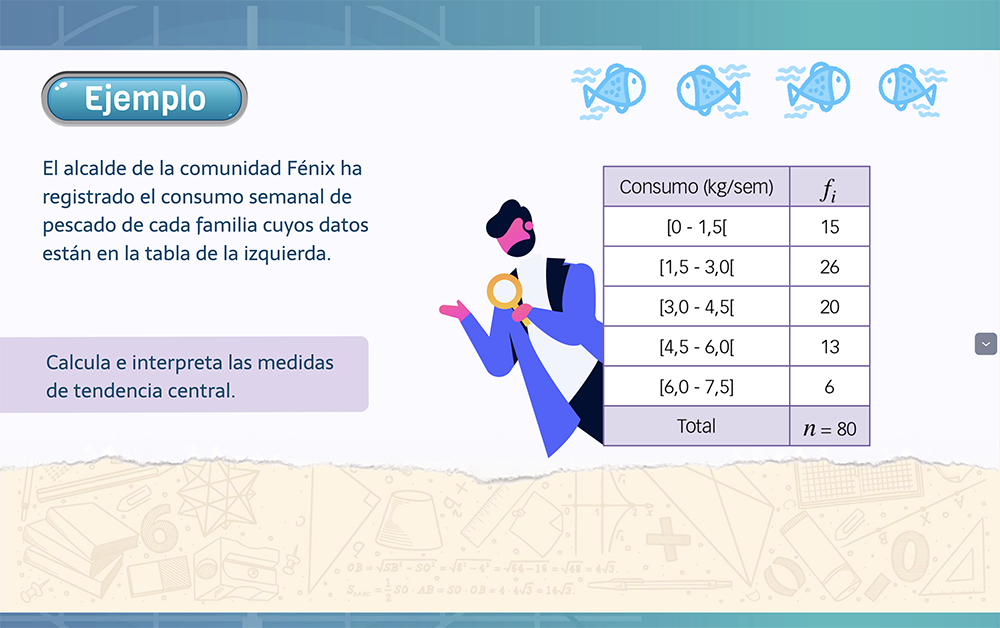 Ejemplo
El alcalde de la comunidad Fénix ha
registrado el consumo semanal de
pescado de cada familia cuyos datos
están en la tabla de la izquierda.
Calcula e interpreta las medidas
de tendencia central.
Consumo (kg/sem) fi
[0 - 1,5[ 15
[1,5 - 3,0[ 26
[3,0 - 4,5[ 20
[4,5 - 6,0[ 13
[6,0 - 7,5] 6
Total n = 80